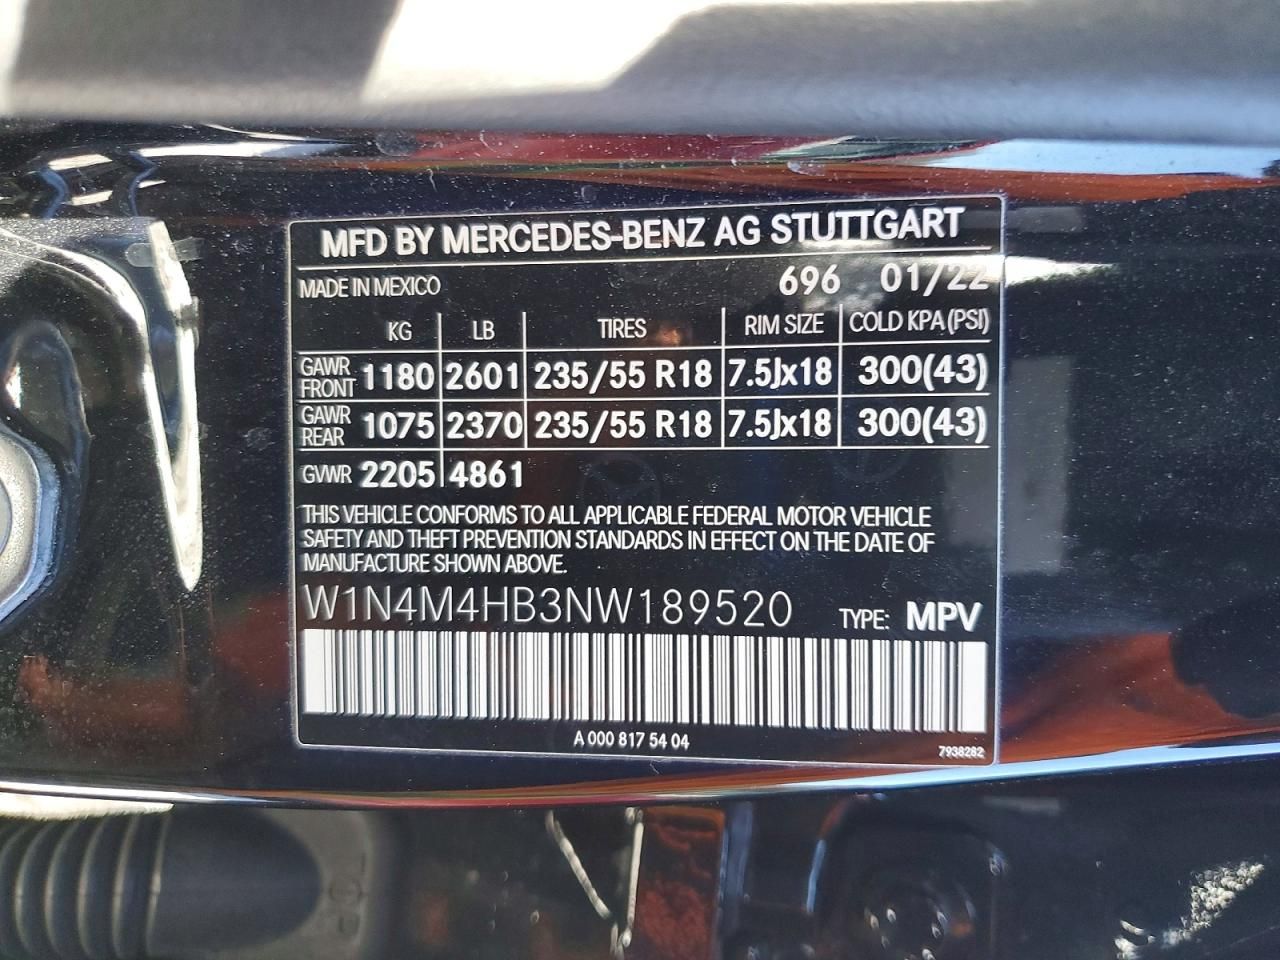 MFD BY MERCEDES-BENZ AG STUTTGART
MADE IN MEXICO 696 01/22
KG LB TIRES RIM SIZE COLD KPA (PSI)
GAWR FRONT 1180 2601 235/55 R18 7.5Jx18 300(43)
GAWR REAR 1075 2370 235/55 R18 7.5Jx18 300(43)
GVWR 2205 4861
THIS VEHICLE CONFORMS TO ALL APPLICABLE FEDERAL MOTOR VEHICLE
SAFETY AND THEFT PREVENTION STANDARDS IN EFFECT ON THE DATE OF
MANUFACTURE SHOWN ABOVE.
W1N4M4HB3NW189520 TYPE: MPV
A 000 817 54 04
7938282
TOP